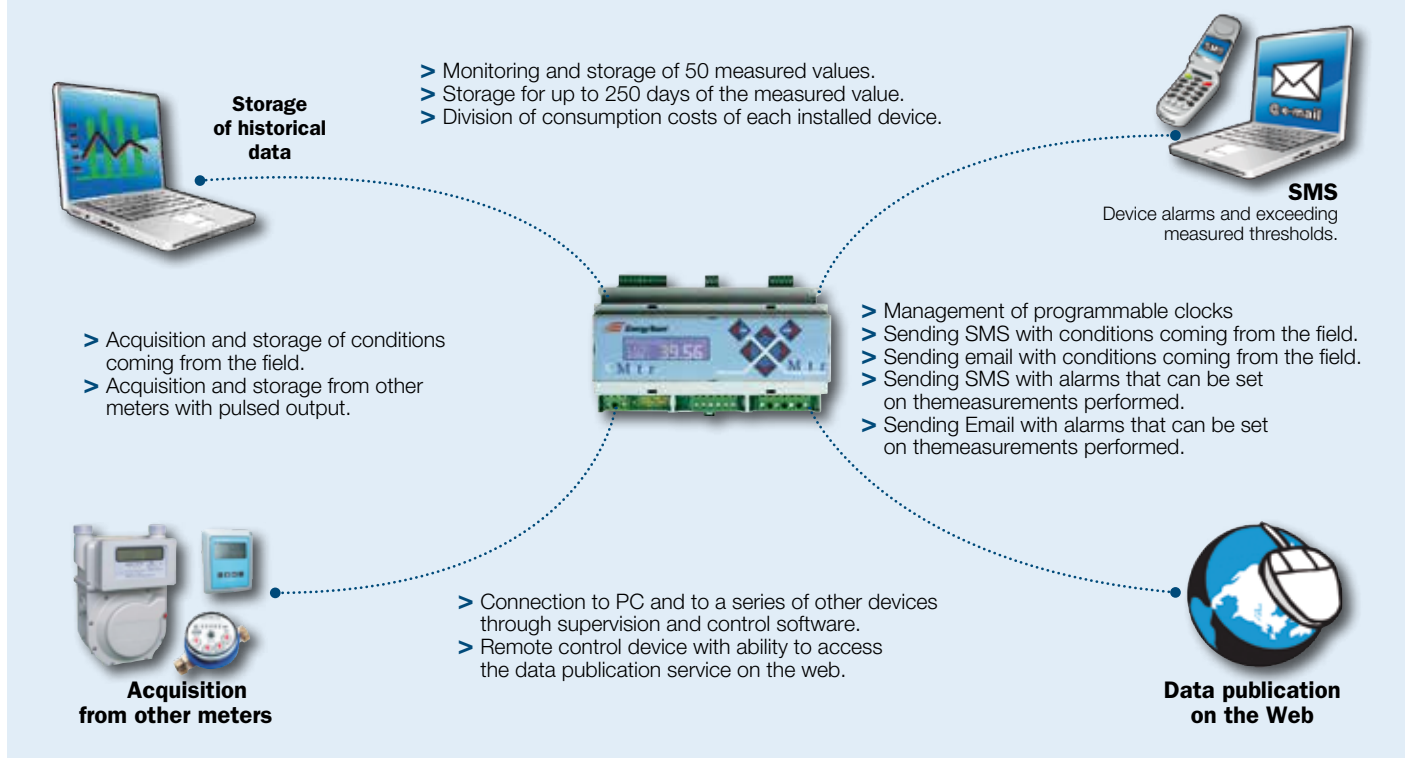 > Monitoring and storage of 50 measured values.
> Storage for up to 250 days of the measured value.
> Division of consumption costs of each installed device.
Storage
of historical
data
SMS
@ e-mail
SMS
Device alarms and exceeding
measured thresholds.
> Acquisition and storage of conditions
coming from the field.
> Acquisition and storage from other
meters with pulsed output.
39.56
Mtr
Mtr
> Management of programmable clocks
> Sending SMS with conditions coming from the field.
> Sending email with conditions coming from the field.
> Sending SMS with alarms that can be set
on themeasurements performed.
> Sending Email with alarms that can be set
on themeasurements performed.
> Connection to PC and to a series of other devices
through supervision and control software.
> Remote control device with ability to access
the data publication service on the web.
Acquisition
from other meters
Data publication
on the Web